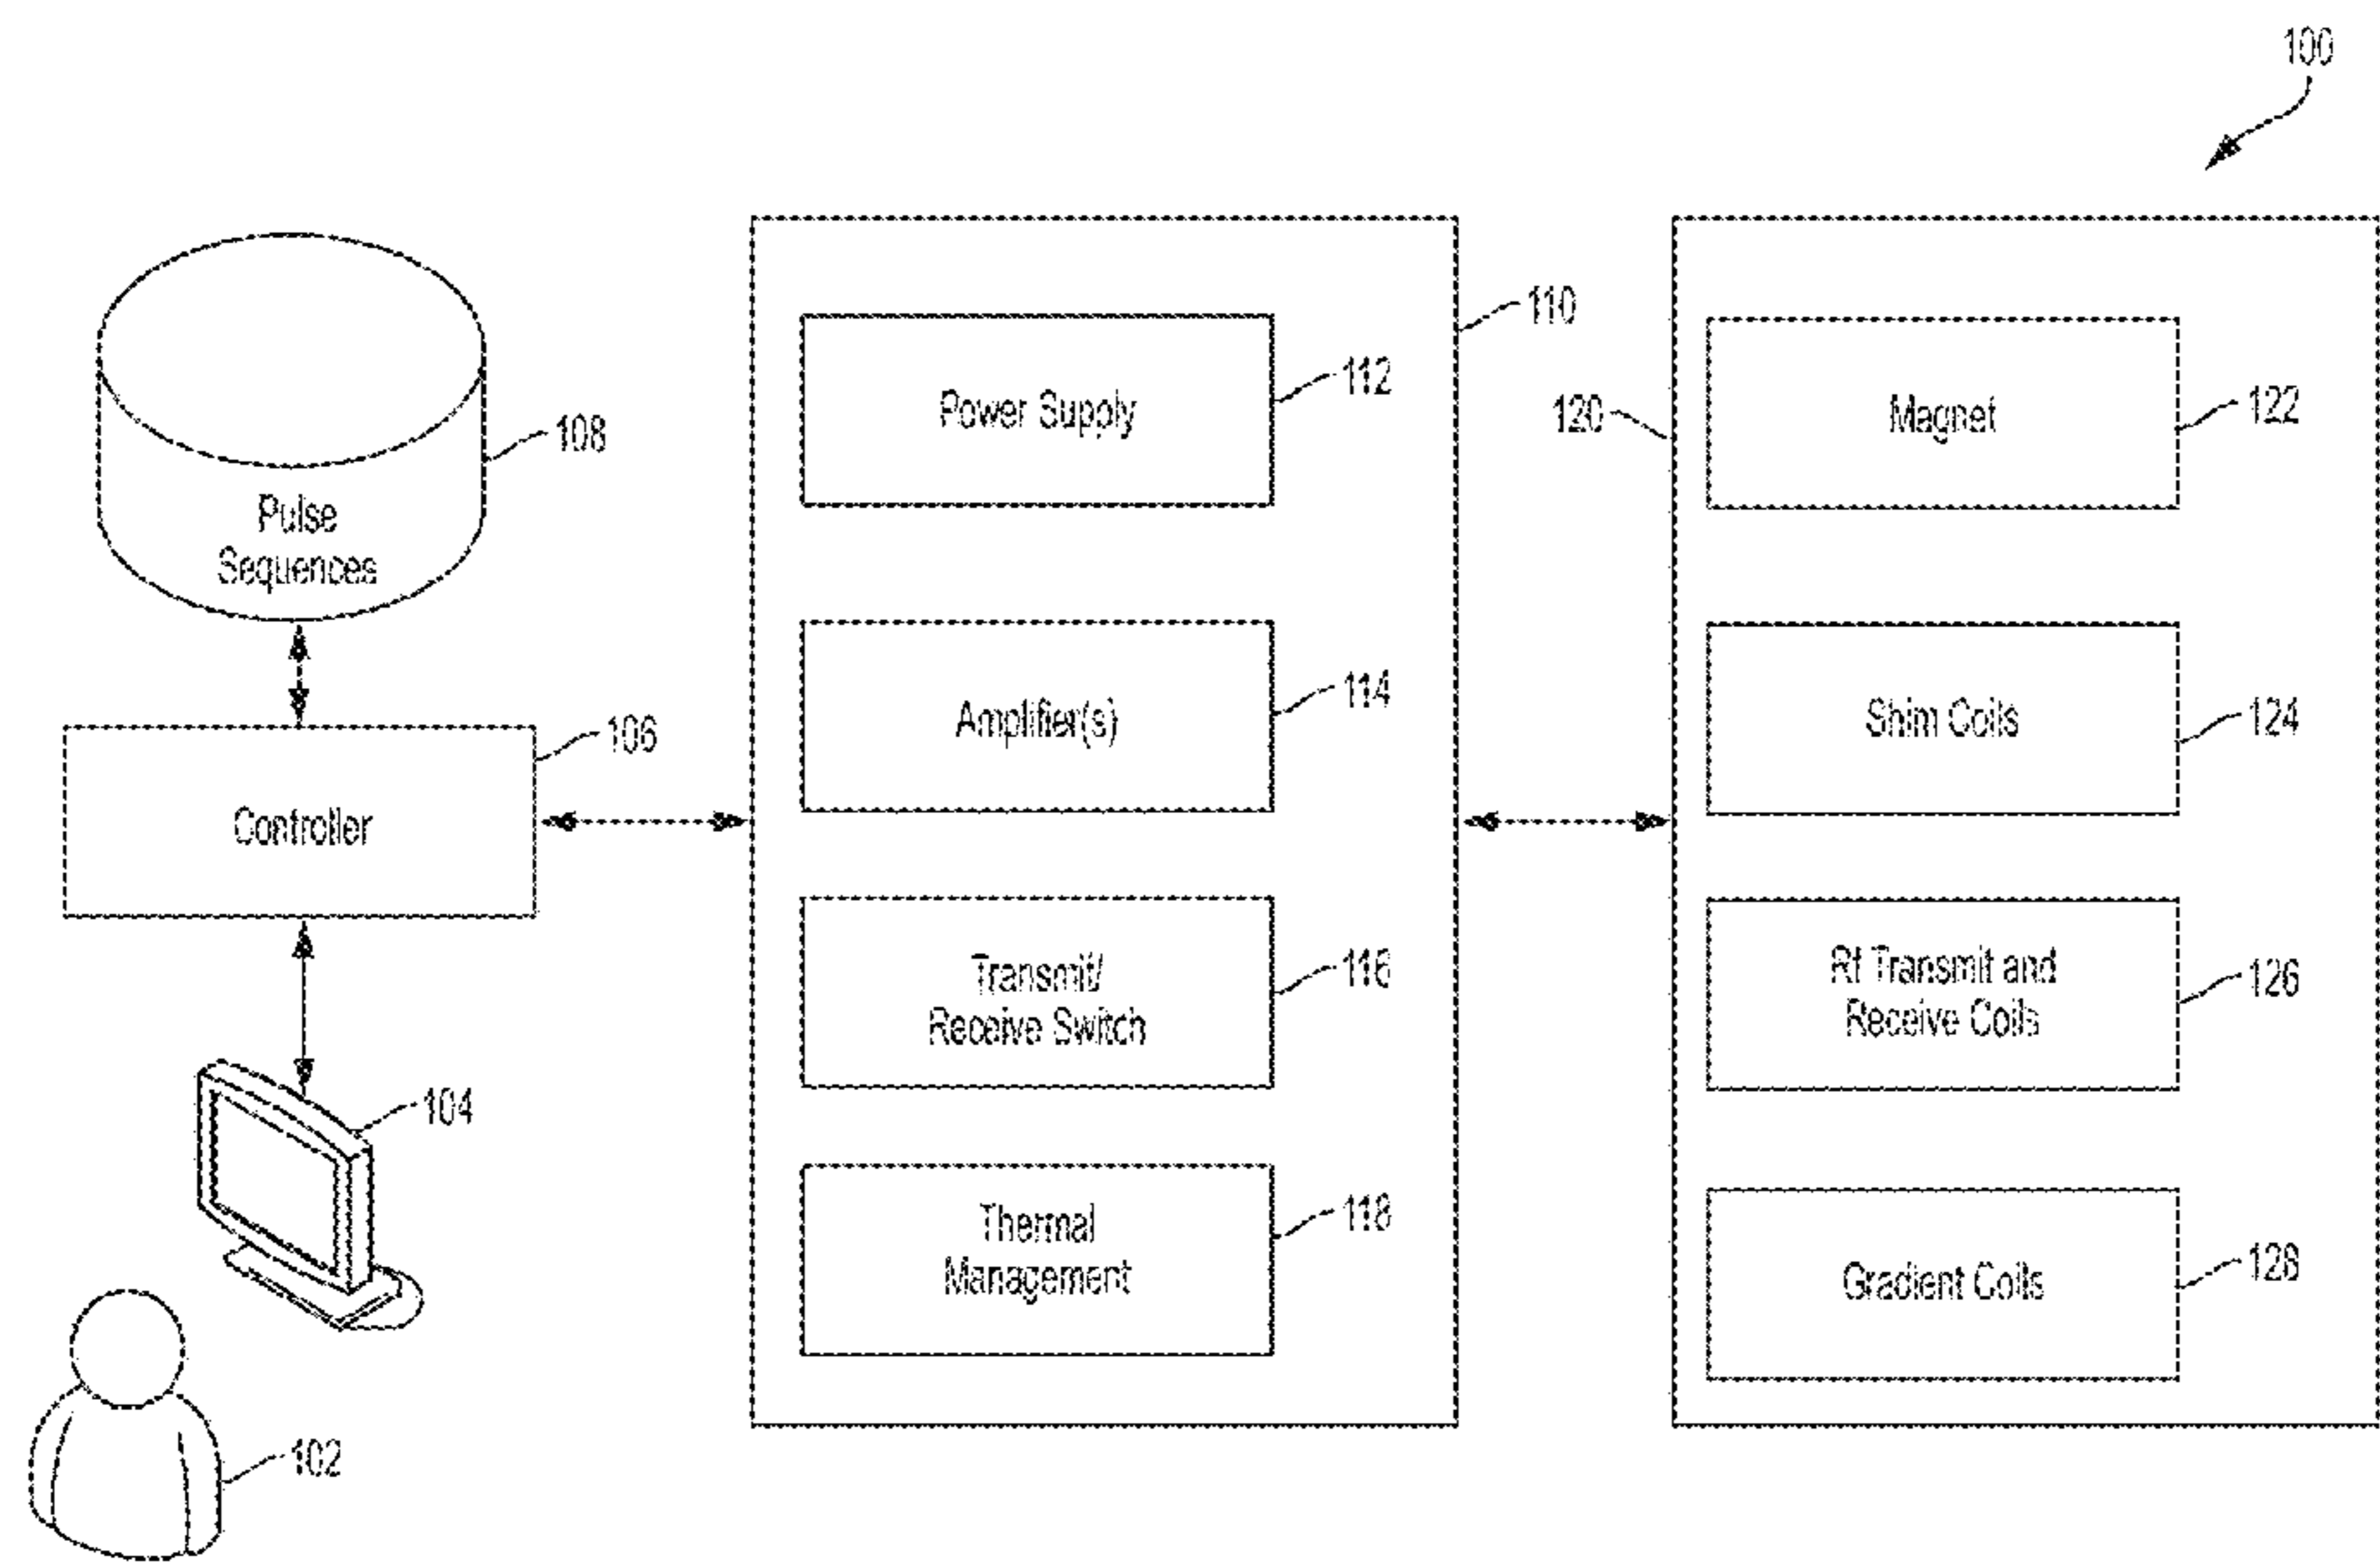 100
110
Power Supply
112
120
Magnet
122
108
Pulse
Sequences
Amplifier(s)
114
Shim Coils
124
106
Controller
Transmit/
Receive Switch
116
Rf Transmit and
Receive Coils
126
104
Thermal
Management
118
Gradient Coils
128
102